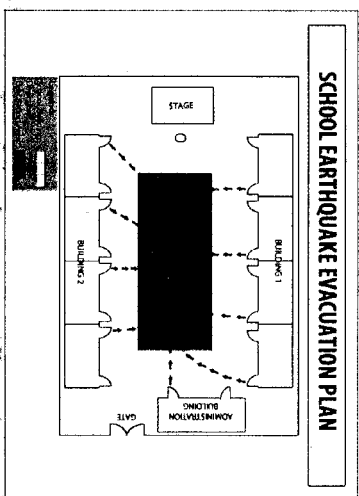 SCHOOL EARTHQUAKE EVACUATION PLAN
STAGE
BUILDING 1
BUILDING 2
ADMINISTRATION
BUILDING
GATE